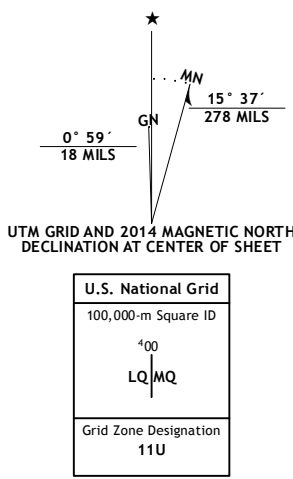 ★
MN
GN
15° 37´
278 MILS
0° 59´
18 MILS
UTM GRID AND 2014 MAGNETIC NORTH
DECLINATION AT CENTER OF SHEET
U.S. National Grid
100,000-m Square ID
⁴00
LQ MQ
Grid Zone Designation
11U